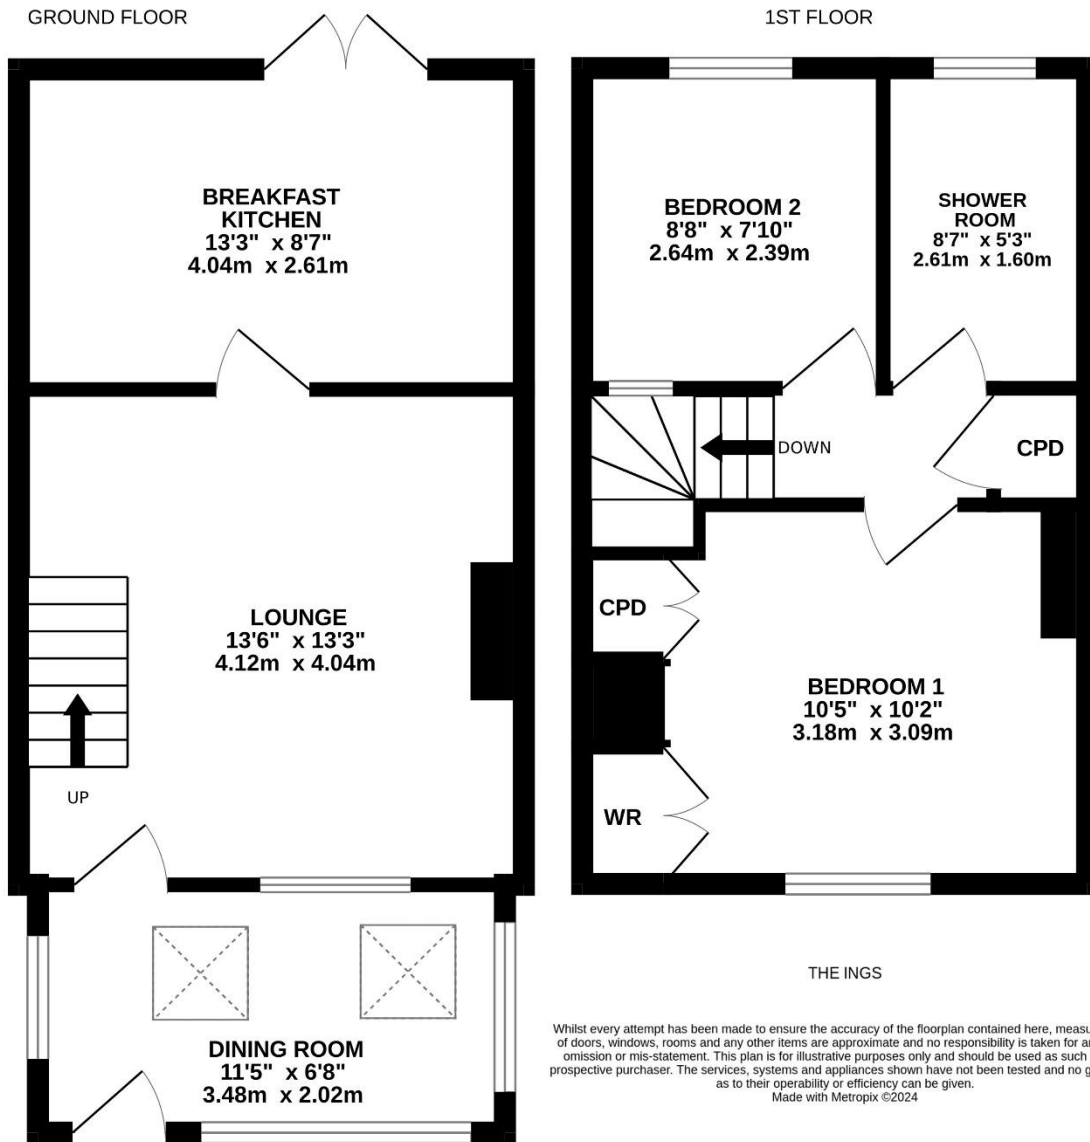 GROUND FLOOR
BREAKFAST
KITCHEN
13'3" x 8'7"
4.04m x 2.61m
LOUNGE
13'6" x 13'3"
4.12m x 4.04m
UP
DINING ROOM
11'5" x 6'8"
3.48m x 2.02m
1ST FLOOR
BEDROOM 2
8'8" x 7'10"
2.64m x 2.39m
SHOWER
ROOM
8'7" x 5'3"
2.61m x 1.60m
DOWN
CPD
CPD
BEDROOM 1
10'5" x 10'2"
3.18m x 3.09m
WR
THE INGS
Whilst every attempt has been made to ensure the accuracy of the floorplan contained here,
of doors, windows, rooms and any other items are approximate and no responsibility is taken for
omission or mis-statement. This plan is for illustrative purposes only and should be used as such
prospective purchaser. The services, systems and appliances shown have not been tested and no
as to their operability or efficiency can be given.
Made with Metropix ©2024